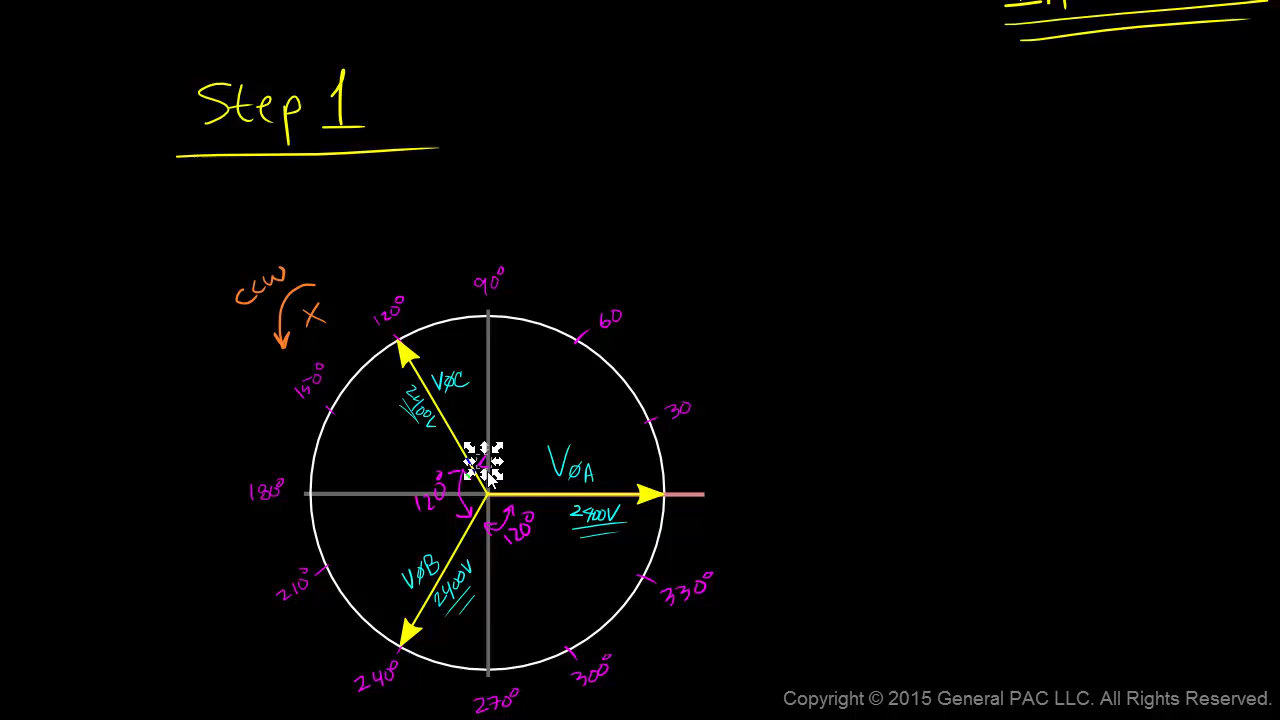 Step 1
CCW
X
90°
120°
60
150°
VØC
2400V
30
VØA
180°
120°
2400V
120°
VØB
2400V
210°
330°
240°
300°
270°
Copyright © 2015 General PAC LLC. All Rights Reserved.